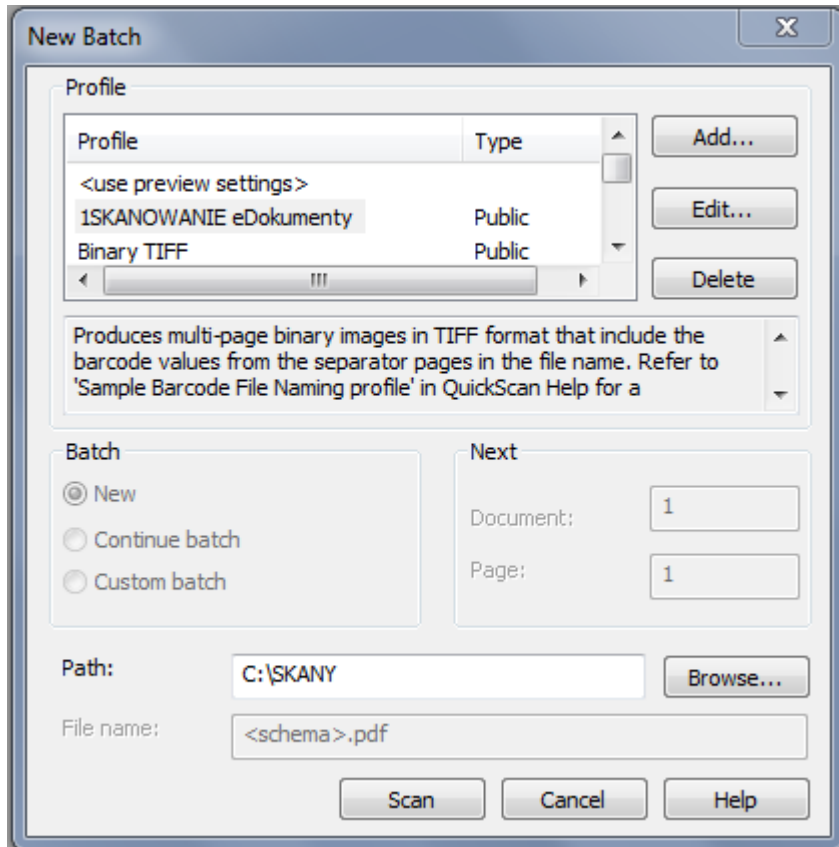 New Batch
Profile
Profile Type
<use preview settings>
1SKANOWANIE eDokumenty Public
Binary TIFF Public
Add...
Edit...
Delete
Produces multi-page binary images in TIFF format that include the
barcode values from the separator pages in the file name. Refer to
'Sample Barcode File Naming profile' in QuickScan Help for a
Batch
New
Continue batch
Custom batch
Next
Document: 1
Page: 1
Path: C:\SKANY Browse...
File name: <schema>.pdf
Scan Cancel Help